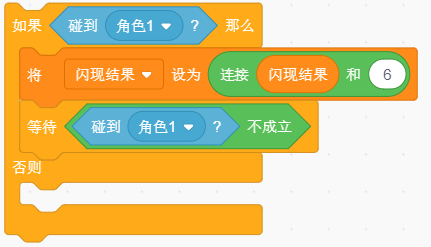 如果 碰到 角色1 ? 那么
将 闪现结果 设为 连接 闪现结果 和 6
等待 碰到 角色1 ? 不成立
否则